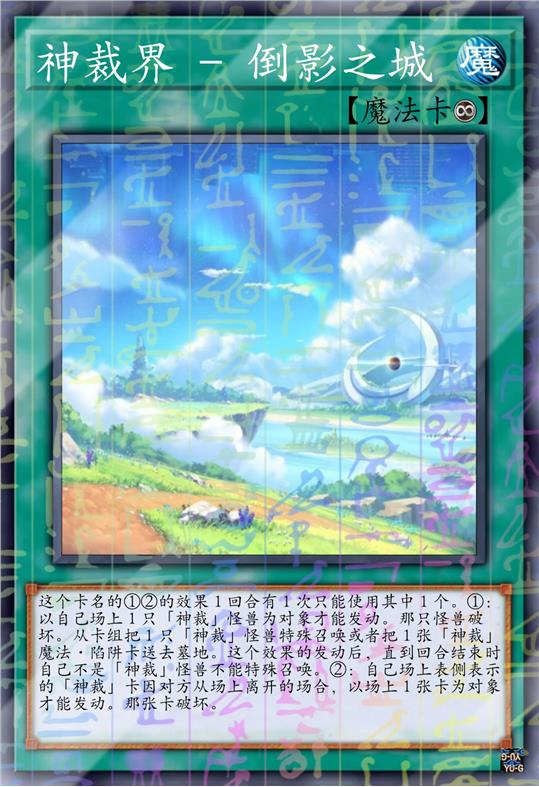 神裁界 － 倒影之城
魔
【魔法卡∞】
这个卡名的①②的效果１回合有１次只能使用其中１个。①：
以自己场上１只「神裁」怪兽为对象才能发动。那只怪兽破
坏。从卡组把１只「神裁」怪兽特殊召唤或者把１张「神裁」
魔法·陷阱卡送去墓地。这个效果的发动后，直到回合结束时
自己不是「神裁」怪兽不能特殊召唤。②：自己场上表侧表示
的「神裁」卡因对方从场上离开的场合，以场上１张卡为对象
才能发动。那张卡破坏。
YU-G